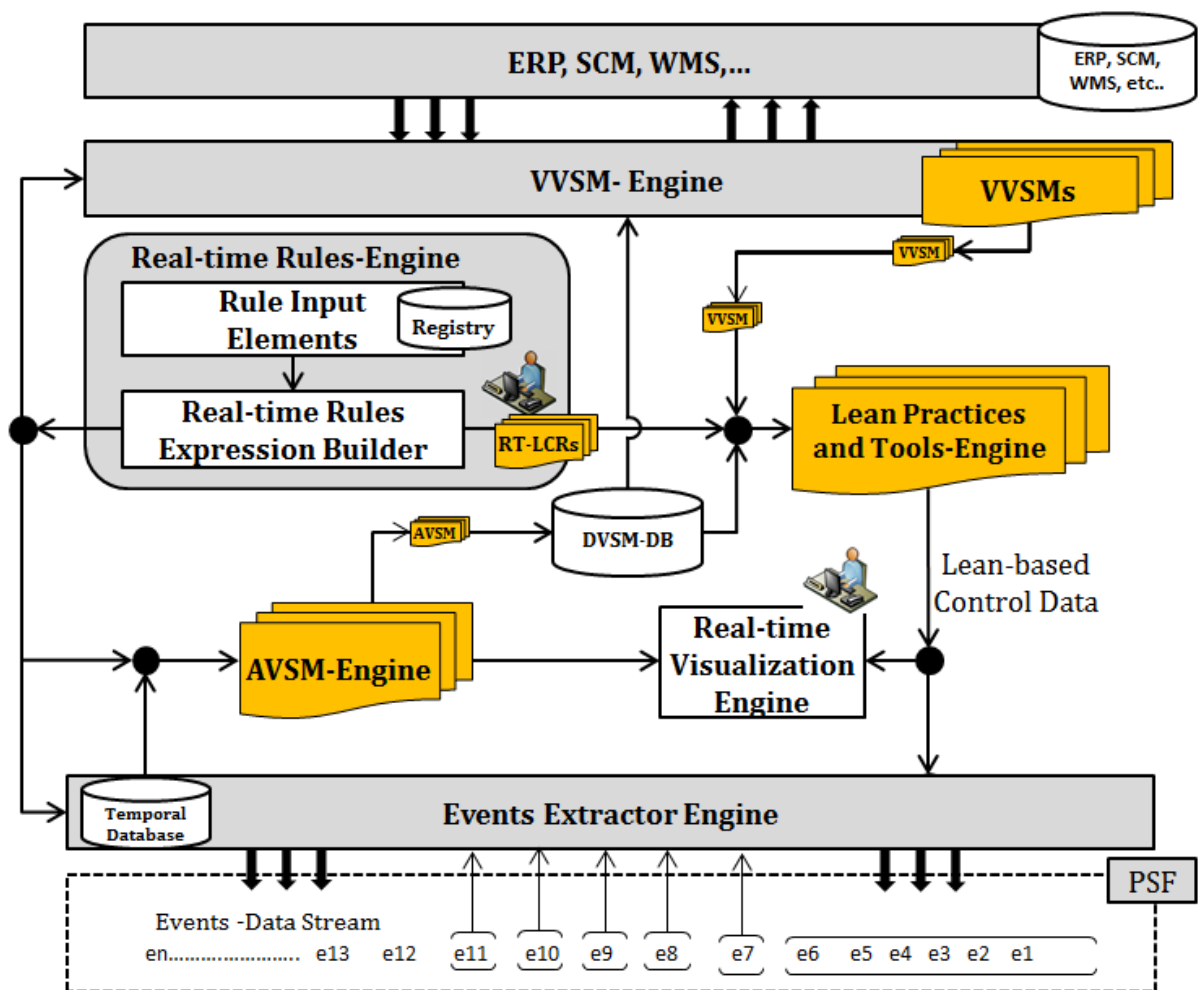 ERP, SCM, WMS,...
ERP, SCM,
WMS, etc..
VVSM- Engine
VVSMs
VVSM
VVSM
Real-time Rules-Engine
Rule Input
Elements
Registry
Real-time Rules
Expression Builder
RT-LCRs
Lean Practices
and Tools-Engine
AVSM
DVSM-DB
Lean-based
Control Data
AVSM-Engine
Real-time
Visualization
Engine
Temporal
Database
Events Extractor Engine
PSF
Events -Data Stream
en...................... e13 e12 e11 e10 e9 e8 e7 e6 e5 e4 e3 e2 e1